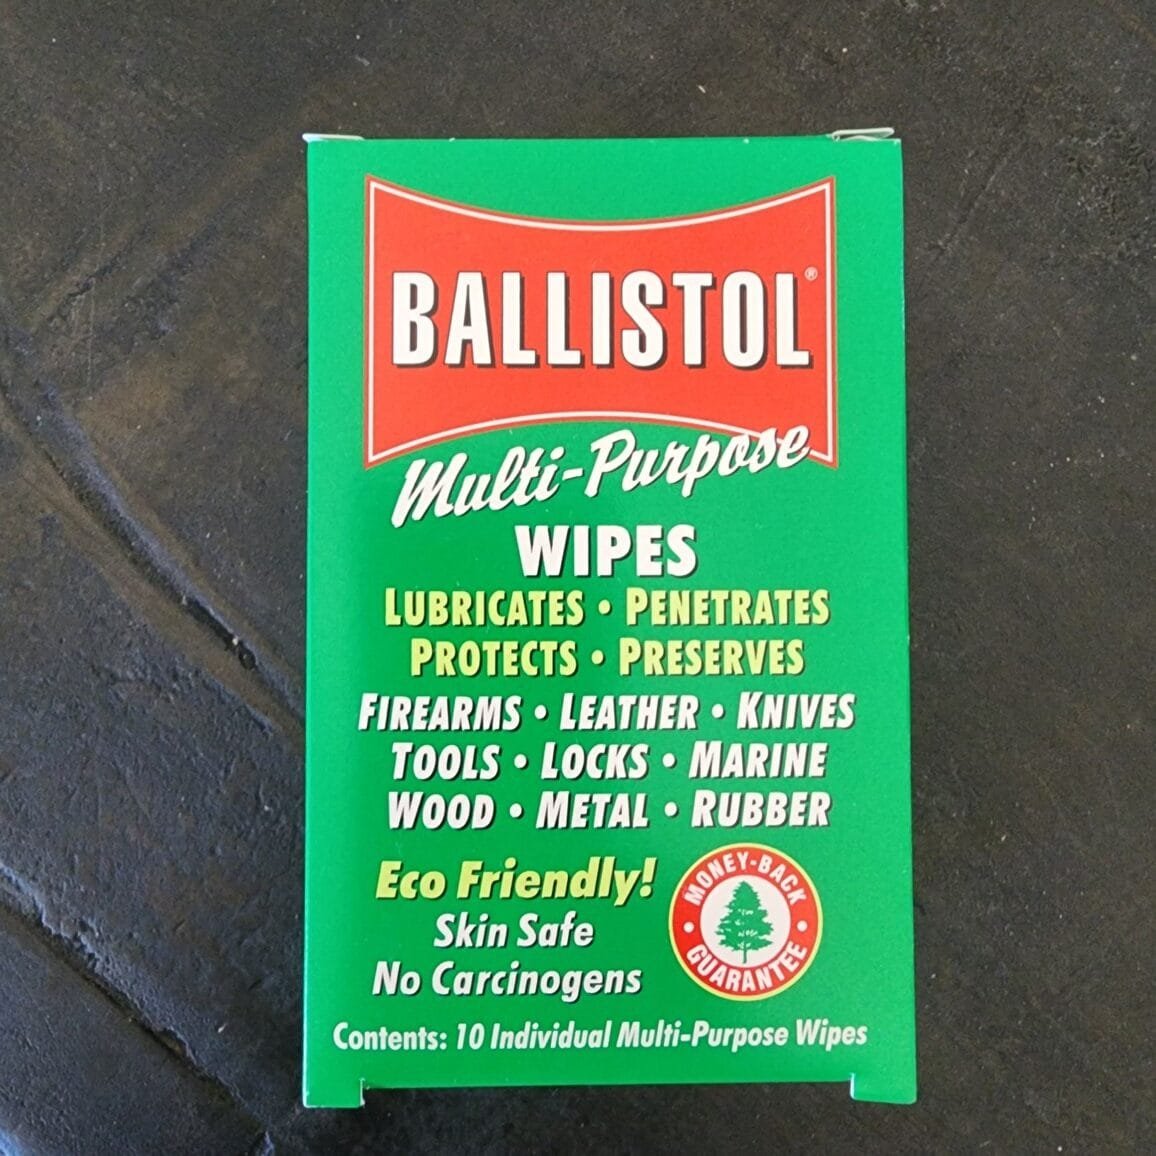 BALLISTOL®
Multi-Purpose
WIPES
LUBRICATES • PENETRATES
PROTECTS • PRESERVES
FIREARMS • LEATHER • KNIVES
TOOLS • LOCKS • MARINE
WOOD • METAL • RUBBER
Eco Friendly!
Skin Safe
No Carcinogens
MONEY-BACK
GUARANTEE
Contents: 10 Individual Multi-Purpose Wipes